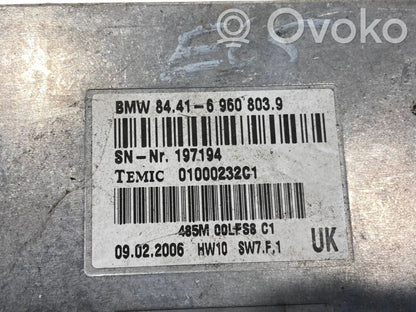 Ovoko
BMW 84.41-6 960 803.9
SN-Nr. 197194
TEMIC 01000232C1
485M 00LFS8 C1
09.02.2006 HW10 SW7.F.1
UK